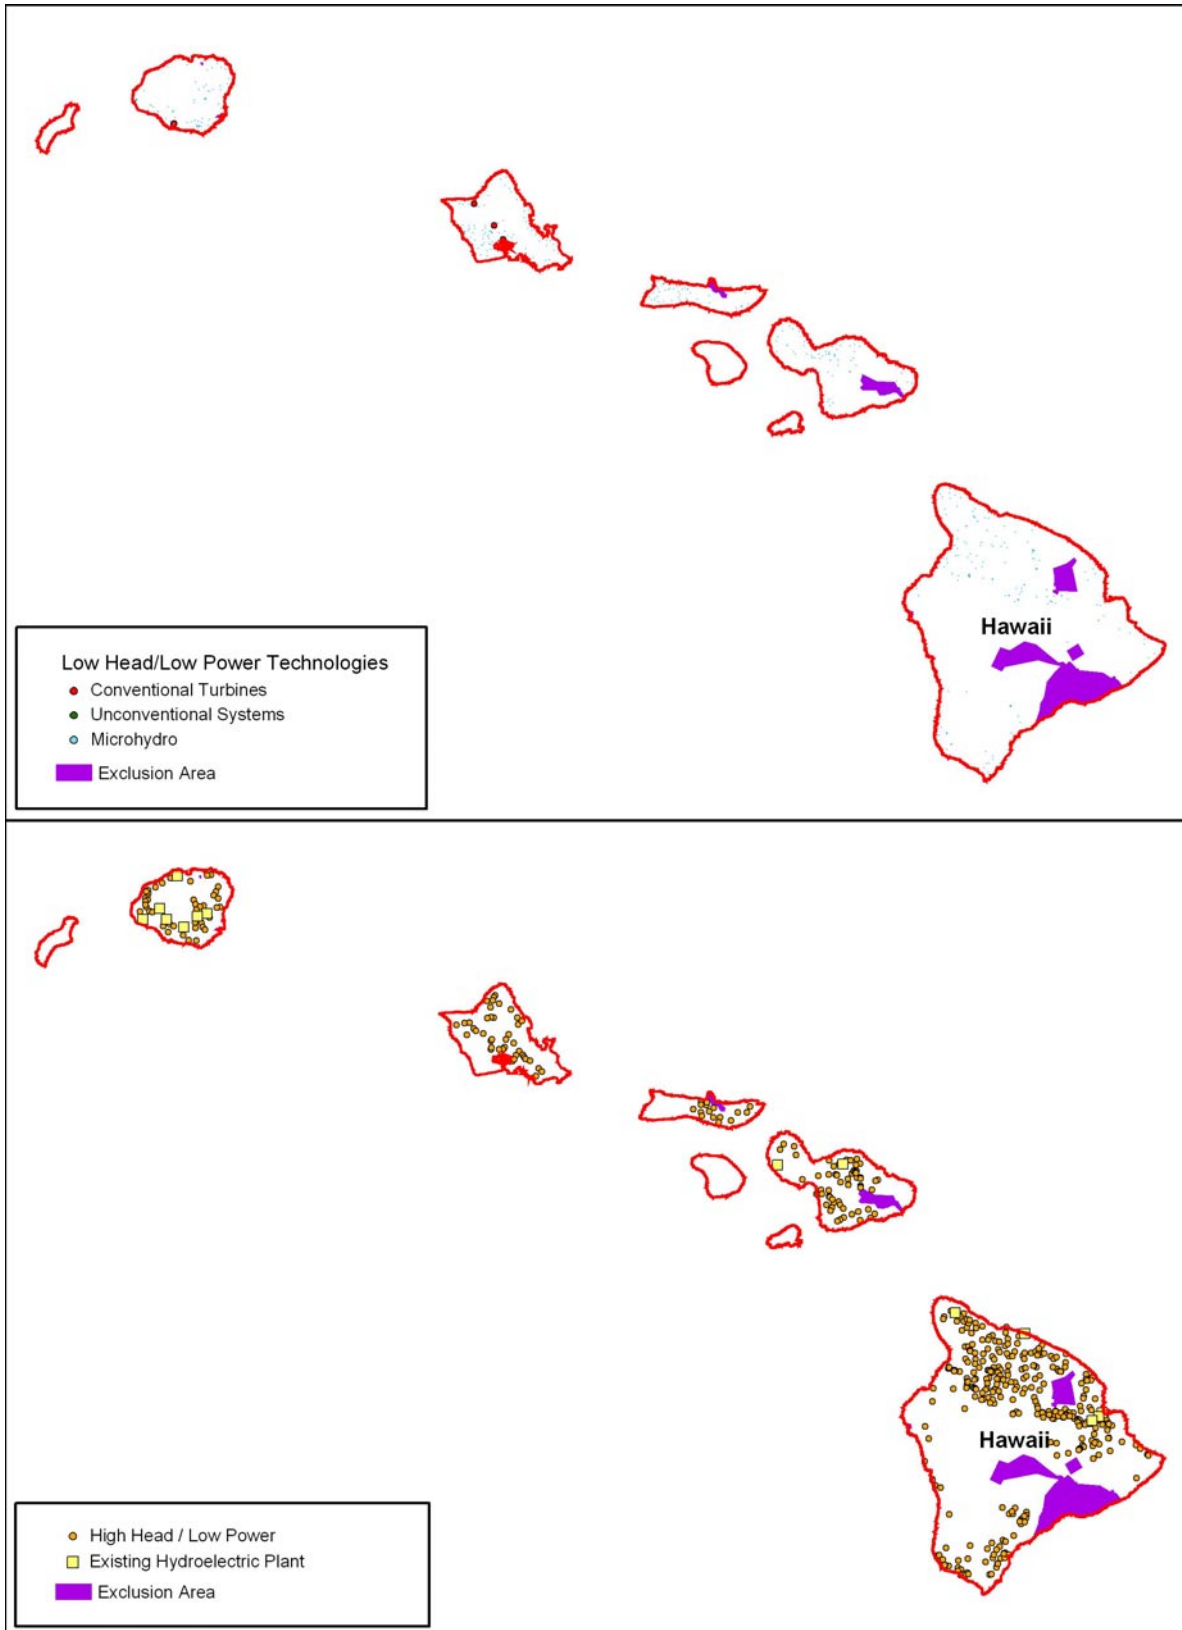 Hawaii
Low Head/Low Power Technologies
Conventional Turbines
Unconventional Systems
Microhydro
Exclusion Area
Hawaii
High Head / Low Power
Existing Hydroelectric Plant
Exclusion Area